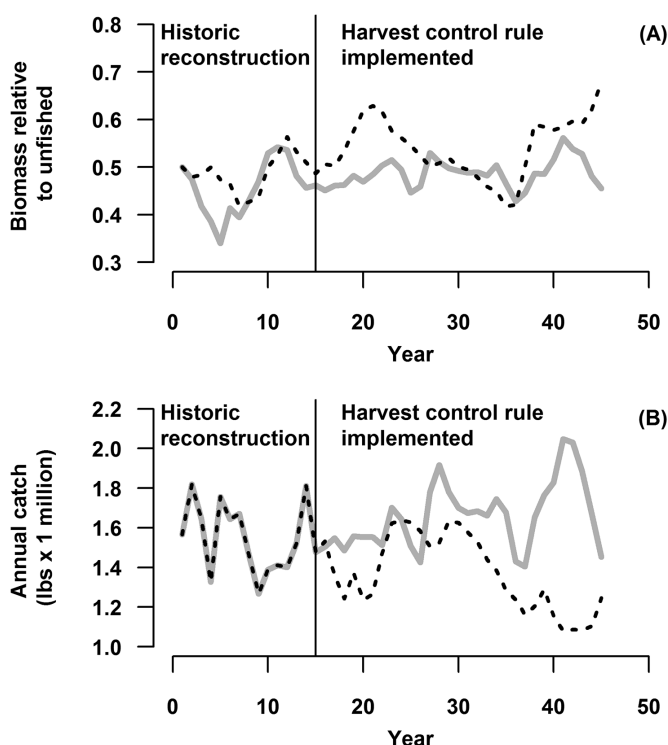 Historic
reconstruction
Harvest control rule
implemented
(A)
Biomass relative
to unfished
0.8
0.7
0.6
0.5
0.4
0.3
0 10 20 30 40 50
Year
Historic
reconstruction
Harvest control rule
implemented
(B)
Annual catch
(lbs x 1 million)
2.2
2.0
1.8
1.6
1.4
1.2
1.0
0 10 20 30 40 50
Year